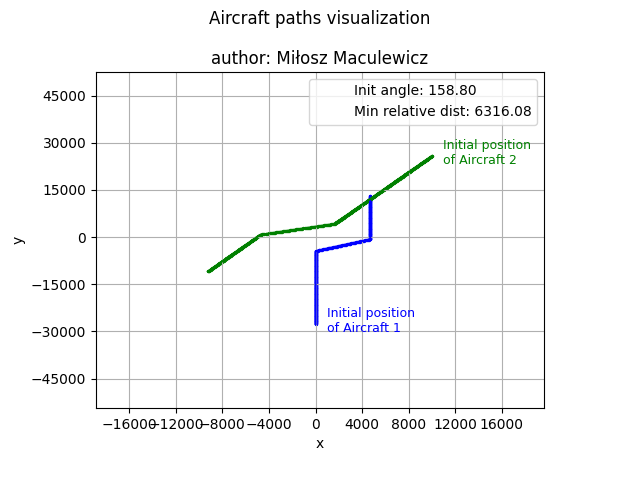 Aircraft paths visualization
author: Miłosz Maculewicz
Init angle: 158.80
Min relative dist: 6316.08
45000
30000
15000
0
−15000
−30000
−45000
y
Initial position
of Aircraft 2
Initial position
of Aircraft 1
−16000 −12000 −8000 −4000 0 4000 8000 12000 16000
x